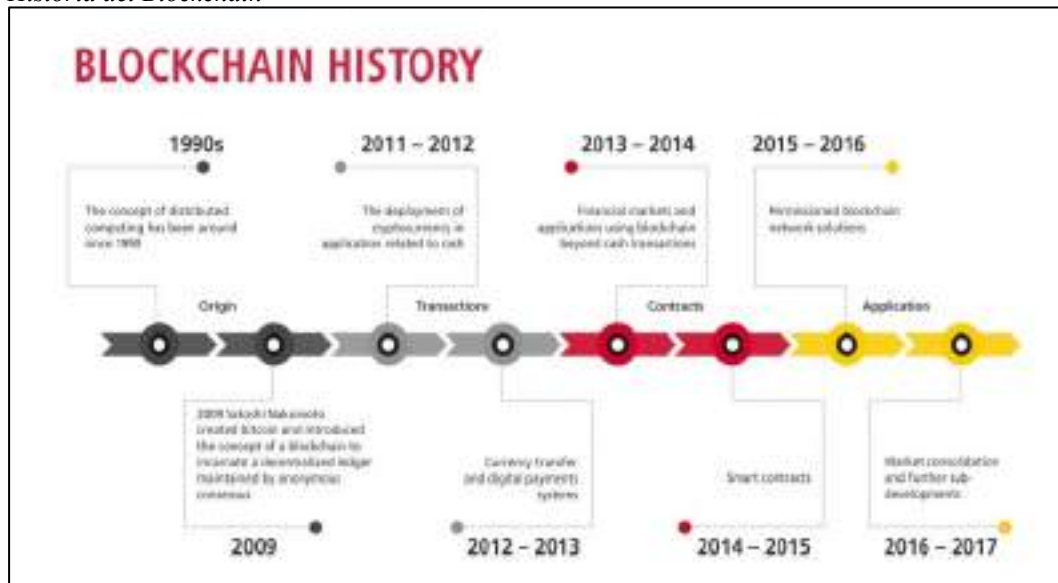 BLOCKCHAIN HISTORY
1990s
The concept of distributed
computing has been around
since 1990
2011 – 2012
The deployment of
cryptocurrency in
application related to cash
2013 – 2014
Financial markets and
applications using blockchain
beyond cash transactions
2015 – 2016
Permissioned blockchain
network solutions
Origin
Transactions
Contracts
Application
2009 Satoshi Nakamoto
created bitcoin and introduced
the concept of a blockchain to
incarnate a decentralized ledger
maintained by anonymous
consensus
2009
Currency transfer
and digital payments
systems
2012 – 2013
Smart contracts
2014 – 2015
Market consolidation
and further sub-
developments
2016 – 2017